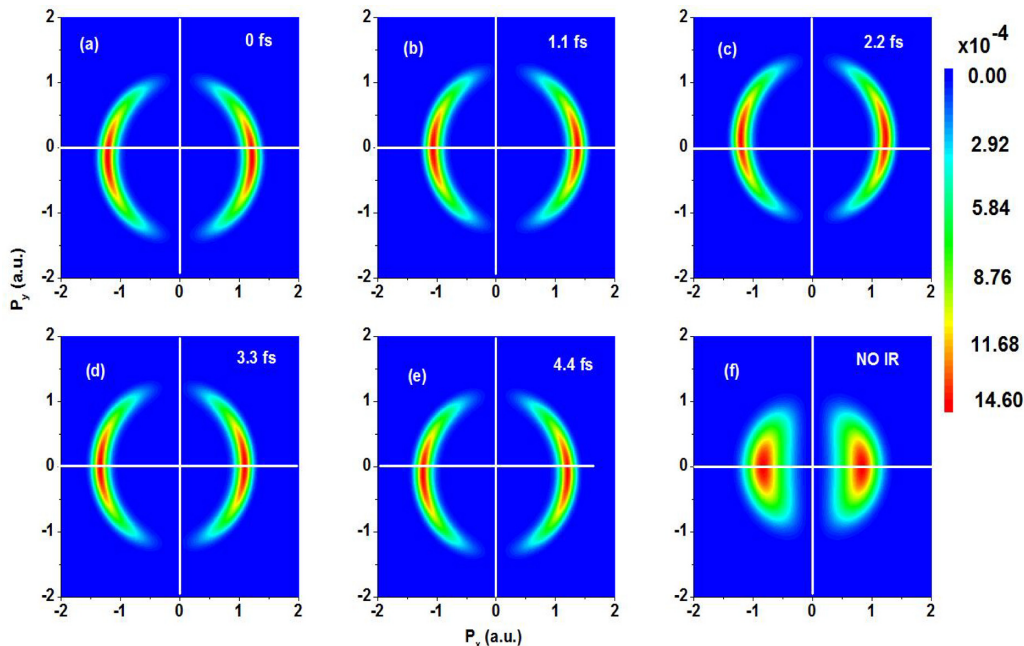 (a) 0 fs
(b) 1.1 fs
(c) 2.2 fs
x10-4
0.00
2.92
5.84
8.76
11.68
14.60
2
1
0
-1
-2
-2 -1 0 1 2
2
1
0
-1
-2
-2 -1 0 1 2
2
1
0
-1
-2
-2 -1 0 1 2
Py (a.u.)
(d) 3.3 fs
(e) 4.4 fs
(f) NO IR
2
1
0
-1
-2
-2 -1 0 1 2
2
1
0
-1
-2
-2 -1 0 1 2
2
1
0
-1
-2
-2 -1 0 1 2
Px (a.u.)